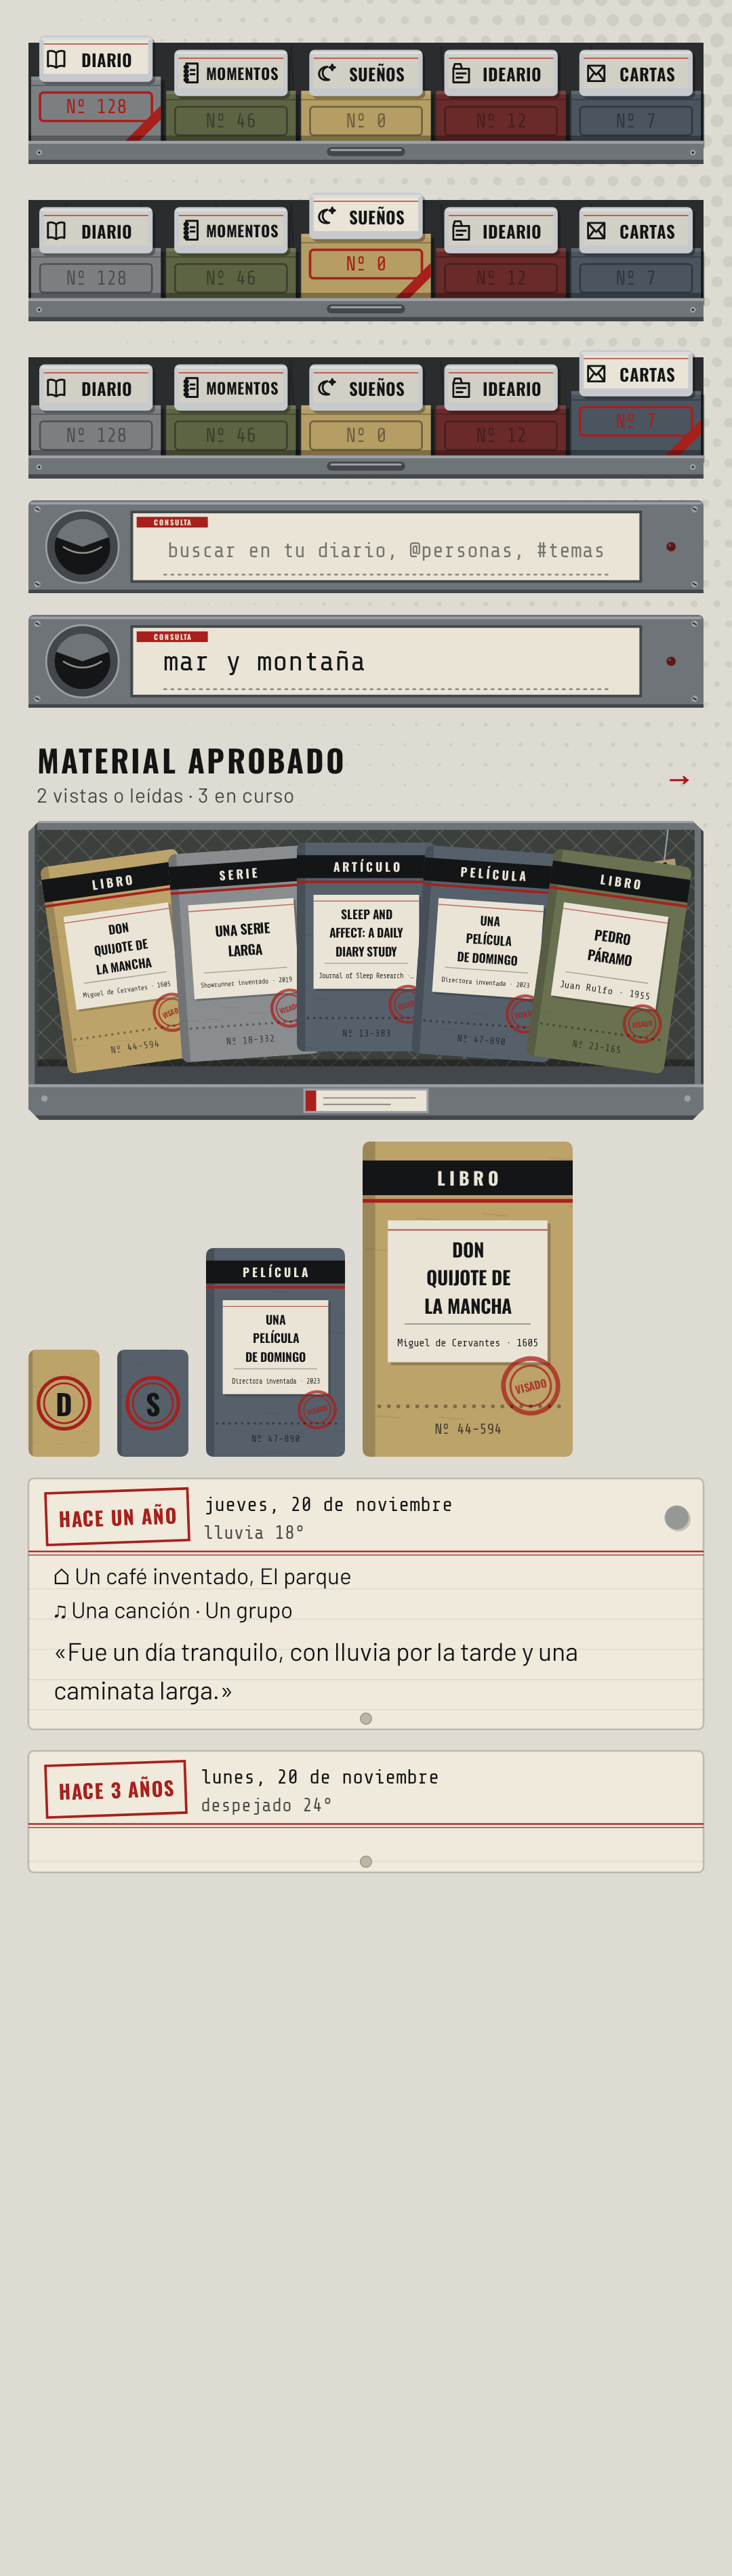 DIARIO MOMENTOS SUEÑOS IDEARIO CARTAS
Nº 128 Nº 46 Nº 0 Nº 12 Nº 7
DIARIO MOMENTOS SUEÑOS IDEARIO CARTAS
Nº 128 Nº 46 Nº 0 Nº 12 Nº 7
DIARIO MOMENTOS SUEÑOS IDEARIO CARTAS
Nº 128 Nº 46 Nº 0 Nº 12 Nº 7
CONSULTA
buscar en tu diario, @personas, #temas
CONSULTA
mar y montaña
MATERIAL APROBADO
2 vistas o leídas · 3 en curso
→
LIBRO
DON
QUIJOTE DE
LA MANCHA
Miguel de Cervantes · 1605
VISADO
Nº 44-594
SERIE
UNA SERIE
LARGA
Showrunner inventado · 2019
VISADO
Nº 18-332
ARTÍCULO
SLEEP AND
AFFECT: A DAILY
DIARY STUDY
Journal of Sleep Research ·…
Nº 13-383
PELÍCULA
UNA
PELÍCULA
DE DOMINGO
Directora inventada · 2023
Nº 47-890
LIBRO
PEDRO
PÁRAMO
Juan Rulfo · 1955
VISADO
Nº 21-165
D
S
PELÍCULA
UNA
PELÍCULA
DE DOMINGO
Directora inventada · 2023
VISADO
Nº 47-890
LIBRO
DON
QUIJOTE DE
LA MANCHA
Miguel de Cervantes · 1605
VISADO
Nº 44-594
HACE UN AÑO
jueves, 20 de noviembre
lluvia 18°
⌂ Un café inventado, El parque
♫ Una canción · Un grupo
«Fue un día tranquilo, con lluvia por la tarde y una
caminata larga.»
HACE 3 AÑOS
lunes, 20 de noviembre
despejado 24°